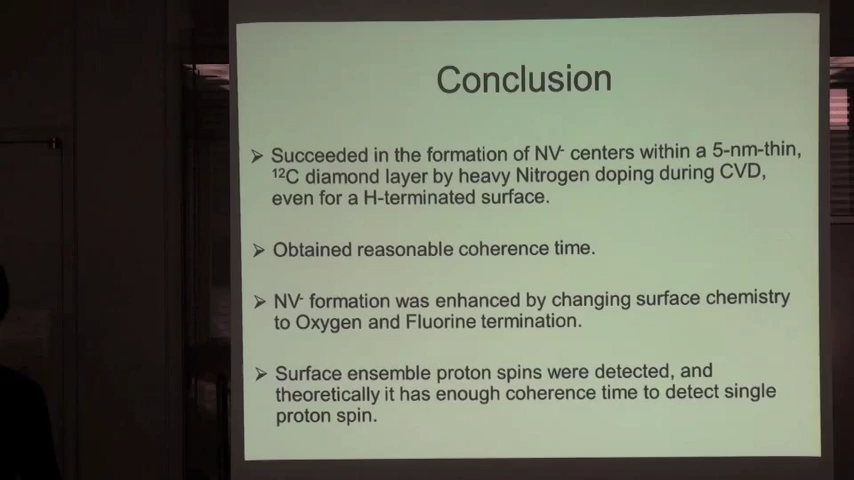 Conclusion
➢ Succeeded in the formation of NV⁻ centers within a 5-nm-thin,
¹²C diamond layer by heavy Nitrogen doping during CVD,
even for a H-terminated surface.
➢ Obtained reasonable coherence time.
➢ NV⁻ formation was enhanced by changing surface chemistry
to Oxygen and Fluorine termination.
➢ Surface ensemble proton spins were detected, and
theoretically it has enough coherence time to detect single
proton spin.